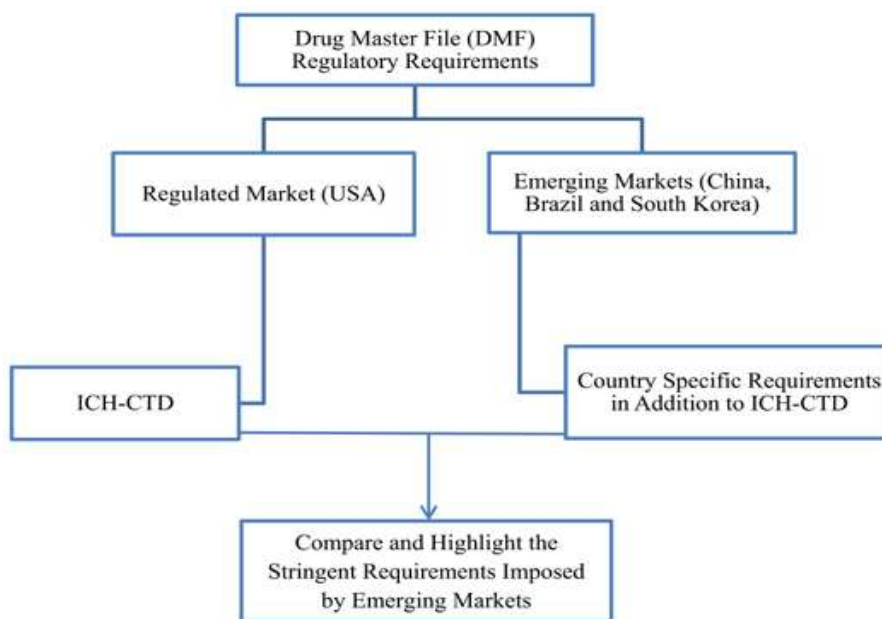 Drug Master File (DMF)
Regulatory Requirements
Regulated Market (USA)
Emerging Markets (China,
Brazil and South Korea)
ICH-CTD
Country Specific Requirements
in Addition to ICH-CTD
Compare and Highlight the
Stringent Requirements Imposed
by Emerging Markets